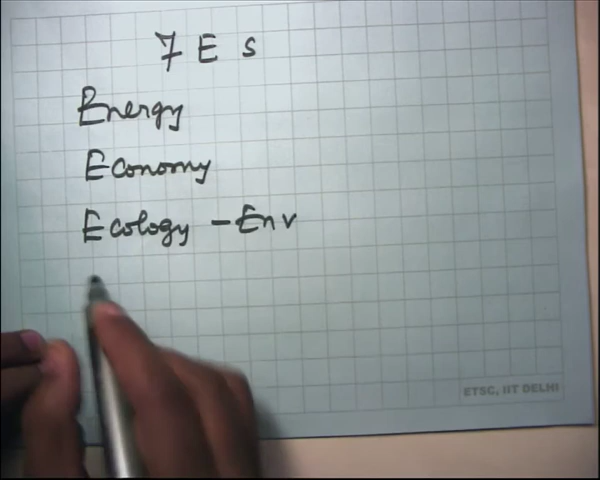 7 E s
Energy
Economy
Ecology - Env
ETSC, IIT DELHI